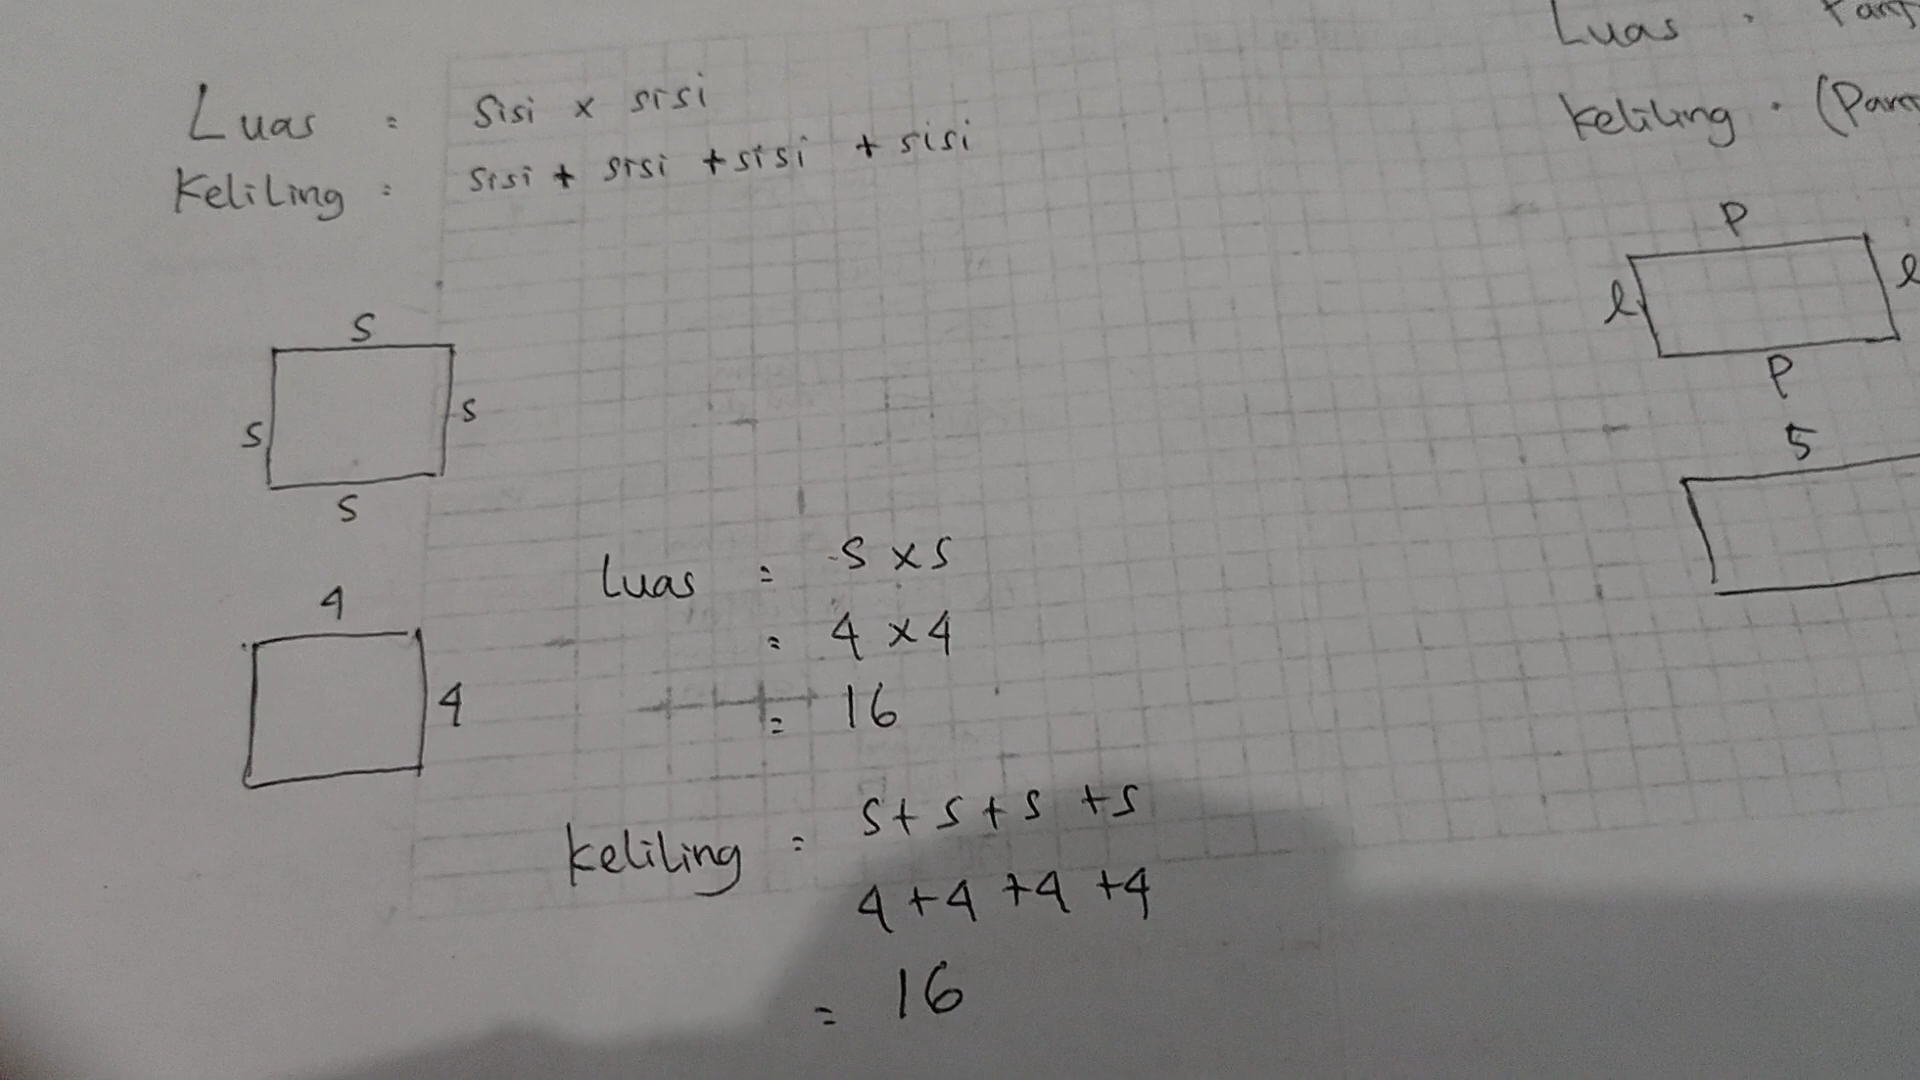 Luas = sisi x sisi
Keliling = sisi + sisi + sisi + sisi
s
s
s
s
4
4
Luas = s x s
= 4 x 4
= 16
Keliling = s + s + s + s
4 + 4 + 4 + 4
= 16
Luas
Keliling
P
l
l
P
5